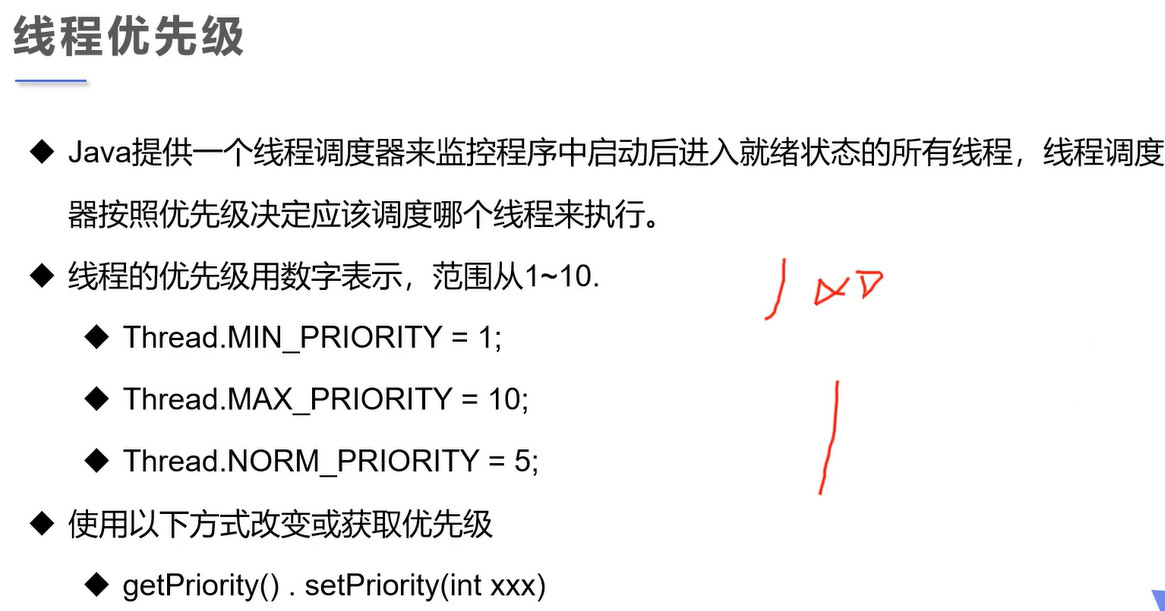 线程优先级
Java提供一个线程调度器来监控程序中启动后进入就绪状态的所有线程，线程调度
器按照优先级决定应该调度哪个线程来执行。
线程的优先级用数字表示，范围从1~10.
Thread.MIN_PRIORITY = 1;
Thread.MAX_PRIORITY = 10;
Thread.NORM_PRIORITY = 5;
使用以下方式改变或获取优先级
getPriority() . setPriority(int xxx)